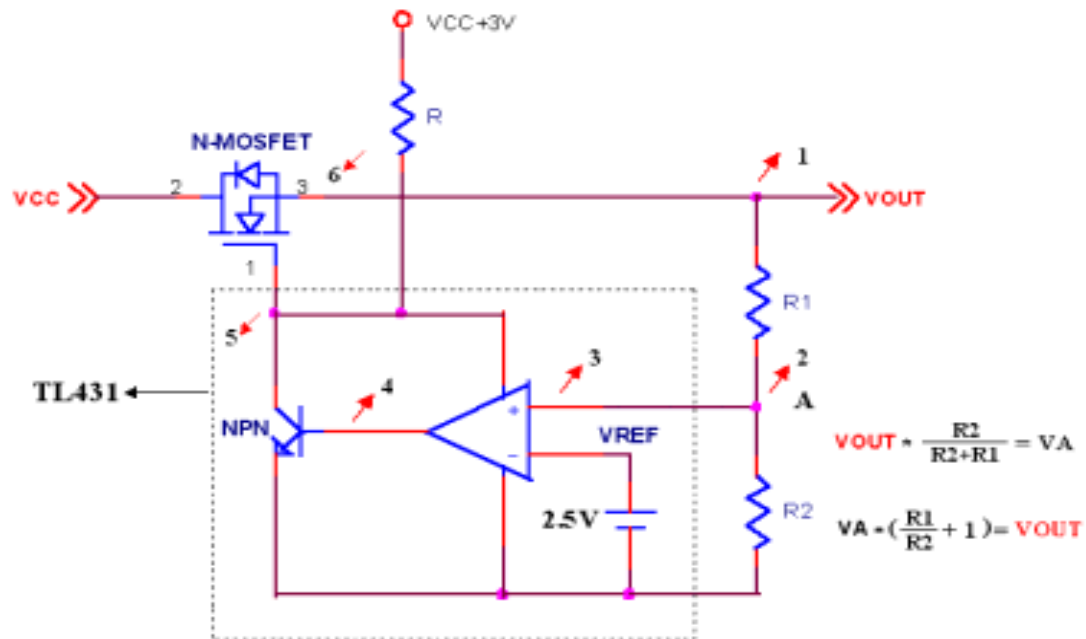 VCC+3V
R
N-MOSFET
6
1
VCC
2
3
VOUT
1
R1
5
2
3
4
TL431
A
NPN
+
VREF
-
VOUT * R2 / R2+R1 = VA
2.5V
R2
VA *(R1 / R2 + 1)= VOUT